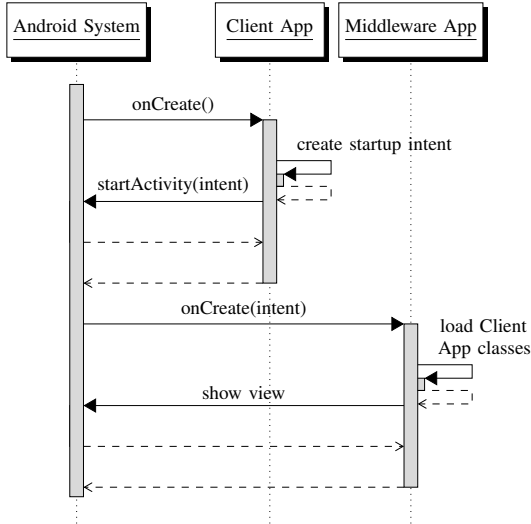 Android System
Client App
Middleware App
onCreate()
create startup intent
startActivity(intent)
onCreate(intent)
load Client
App classes
show view